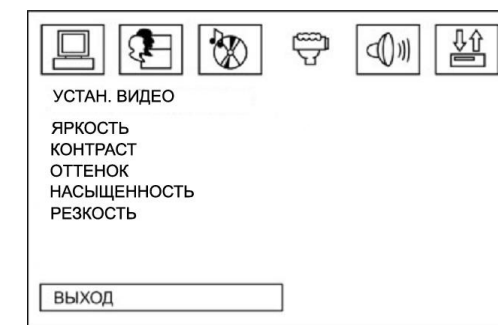 УСТАН. ВИДЕО
ЯРКОСТЬ
КОНТРАСТ
ОТТЕНОК
НАСЫЩЕННОСТЬ
РЕЗКОСТЬ
ВЫХОД